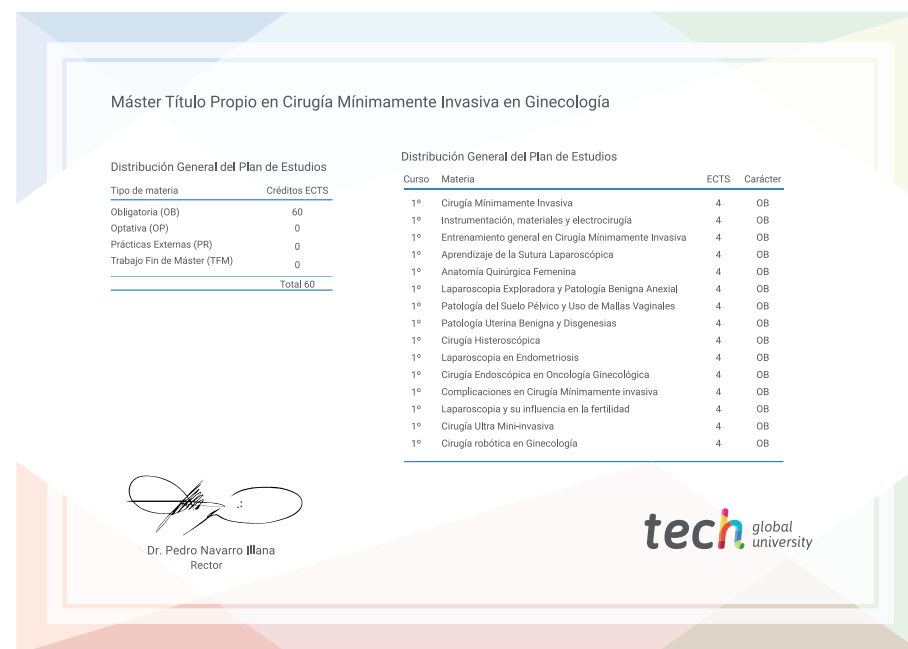 Máster Título Propio en Cirugía Mínimamente Invasiva en Ginecología
Distribución General del Plan de Estudios
Tipo de materia Créditos ECTS
Obligatoria (OB) 60
Optativa (OP) 0
Prácticas Externas (PR) 0
Trabajo Fin de Máster (TFM) 0
Total 60
Distribución General del Plan de Estudios
Curso Materia ECTS Carácter
1º Cirugía Mínimamente Invasiva 4 OB
1º Instrumentación, materiales y electrocirugía 4 OB
1º Entrenamiento general en Cirugía Mínimamente Invasiva 4 OB
1º Aprendizaje de la Sutura Laparoscópica 4 OB
1º Anatomía Quirúrgica Femenina 4 OB
1º Laparoscopia Exploradora y Patología Benigna Anexial 4 OB
1º Patología del Suelo Pélvico y Uso de Mallas Vaginales 4 OB
1º Patología Uterina Benigna y Disgenesias 4 OB
1º Cirugía Histeroscópica 4 OB
1º Laparoscopia en Endometriosis 4 OB
1º Cirugía Endoscópica en Oncología Ginecológica 4 OB
1º Complicaciones en Cirugía Mínimamente invasiva 4 OB
1º Laparoscopia y su influencia en la fertilidad 4 OB
1º Cirugía Ultra Mini-invasiva 4 OB
1º Cirugía robótica en Ginecología 4 OB
Dr. Pedro Navarro Illana
Rector
tech global
university